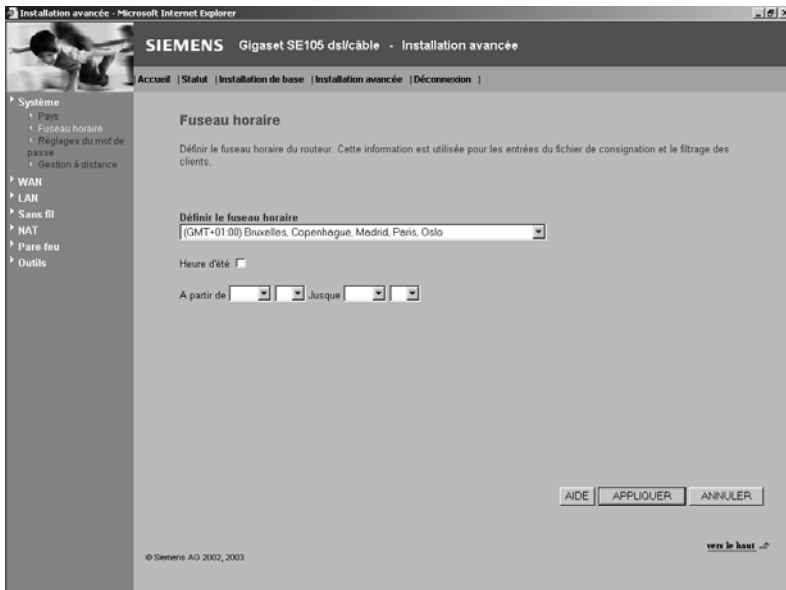 Installation avancée - Microsoft Internet Explorer
SIEMENS Gigaset SE105 dsl/câble - Installation avancée
| Accueil | Statut | Installation de base | Installation avancée | Déconnexion |
Système
Pays
Fuseau horaire
Réglages du mot de
passe
Gestion à distance
WAN
LAN
Sans fil
NAT
Pare-feu
Outils
Fuseau horaire
Définir le fuseau horaire du routeur. Cette information est utilisée pour les entrées du fichier de consignation et le filtrage des
clients.
Définir le fuseau horaire
(GMT+01:00) Bruxelles, Copenhague, Madrid, Paris, Oslo
Heure d'été
A partir de Jusque
AIDE APPLIQUER ANNULER
vers le haut
© Siemens AG 2002, 2003